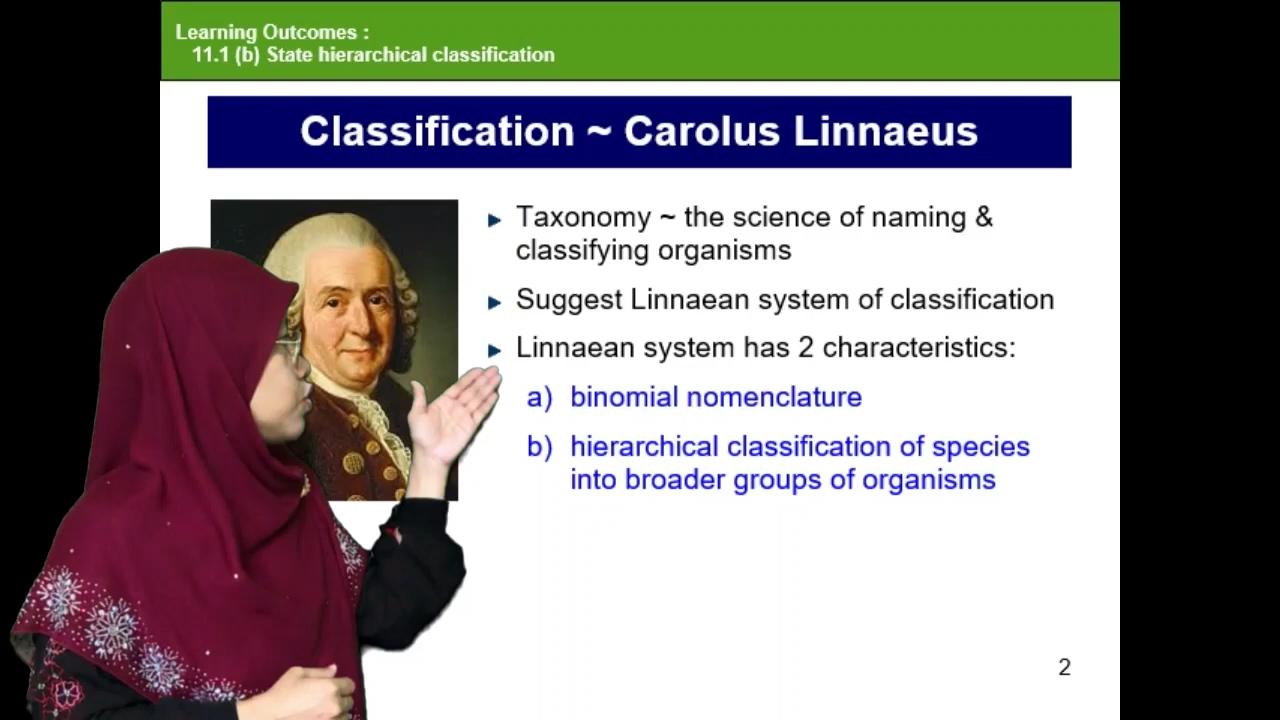 Learning Outcomes :
11.1 (b) State hierarchical classification
Classification ~ Carolus Linnaeus
Taxonomy ~ the science of naming &
classifying organisms
Suggest Linnaean system of classification
Linnaean system has 2 characteristics:
a) binomial nomenclature
b) hierarchical classification of species
into broader groups of organisms
2